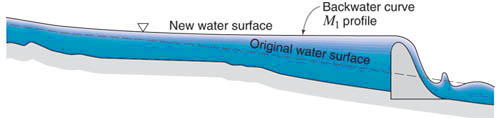 Backwater curve
M₁ profile
New water surface
Original water surface